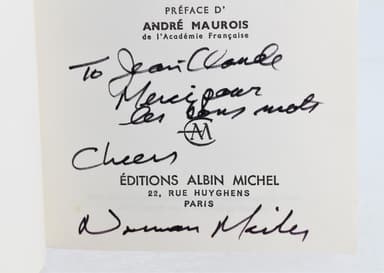 PRÉFACE D'
ANDRÉ MAUROIS
de l'Académie Française
To Jean Claude
Merci pour
les bons mots
AM
Cheers
ÉDITIONS ALBIN MICHEL
22, RUE HUYGHENS
PARIS
Norman Mailer